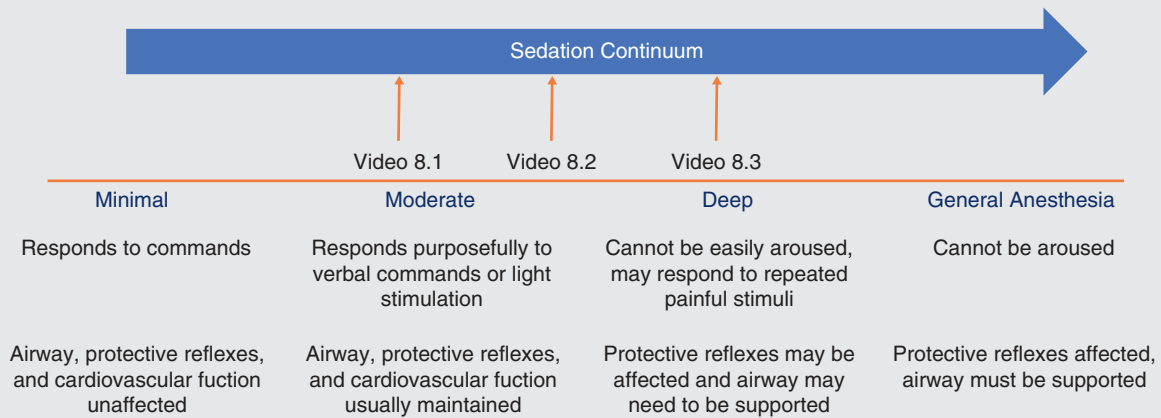 Sedation Continuum
Video 8.1
Video 8.2
Video 8.3
Minimal
Moderate
Deep
General Anesthesia
Responds to commands
Responds purposefully to
verbal commands or light
stimulation
Cannot be easily aroused,
may respond to repeated
painful stimuli
Cannot be aroused
Airway, protective reflexes,
and cardiovascular fuction
unaffected
Airway, protective reflexes,
and cardiovascular fuction
usually maintained
Protective reflexes may be
affected and airway may
need to be supported
Protective reflexes affected,
airway must be supported